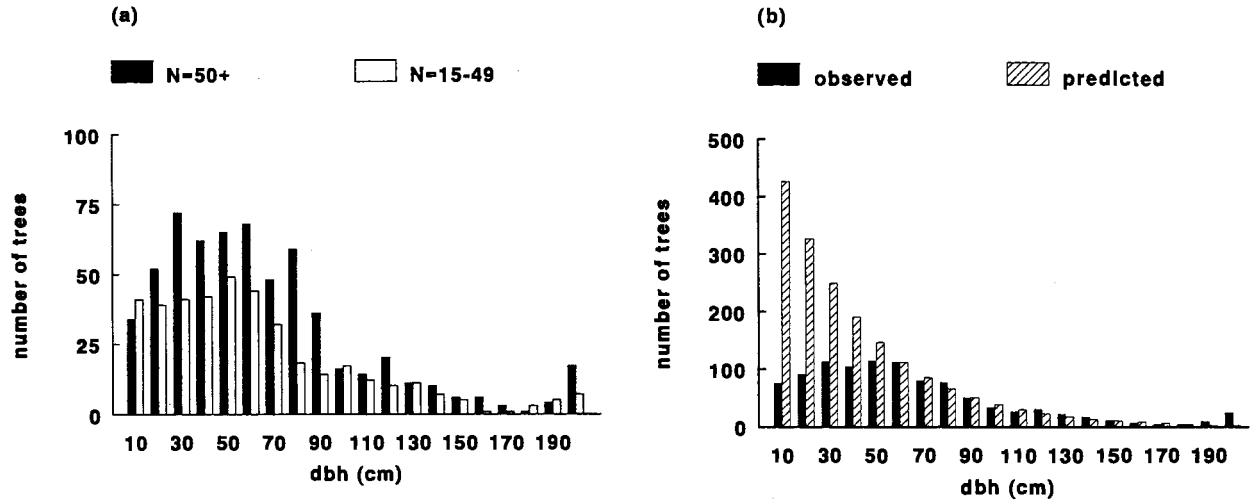 (a)
N=50+ N=15-49
100
75
50
25
0
number of trees
10 30 50 70 90 110 130 150 170 190
dbh (cm)
(b)
observed predicted
500
400
300
200
100
0
number of trees
10 30 50 70 90 110 130 150 170 190
dbh (cm)